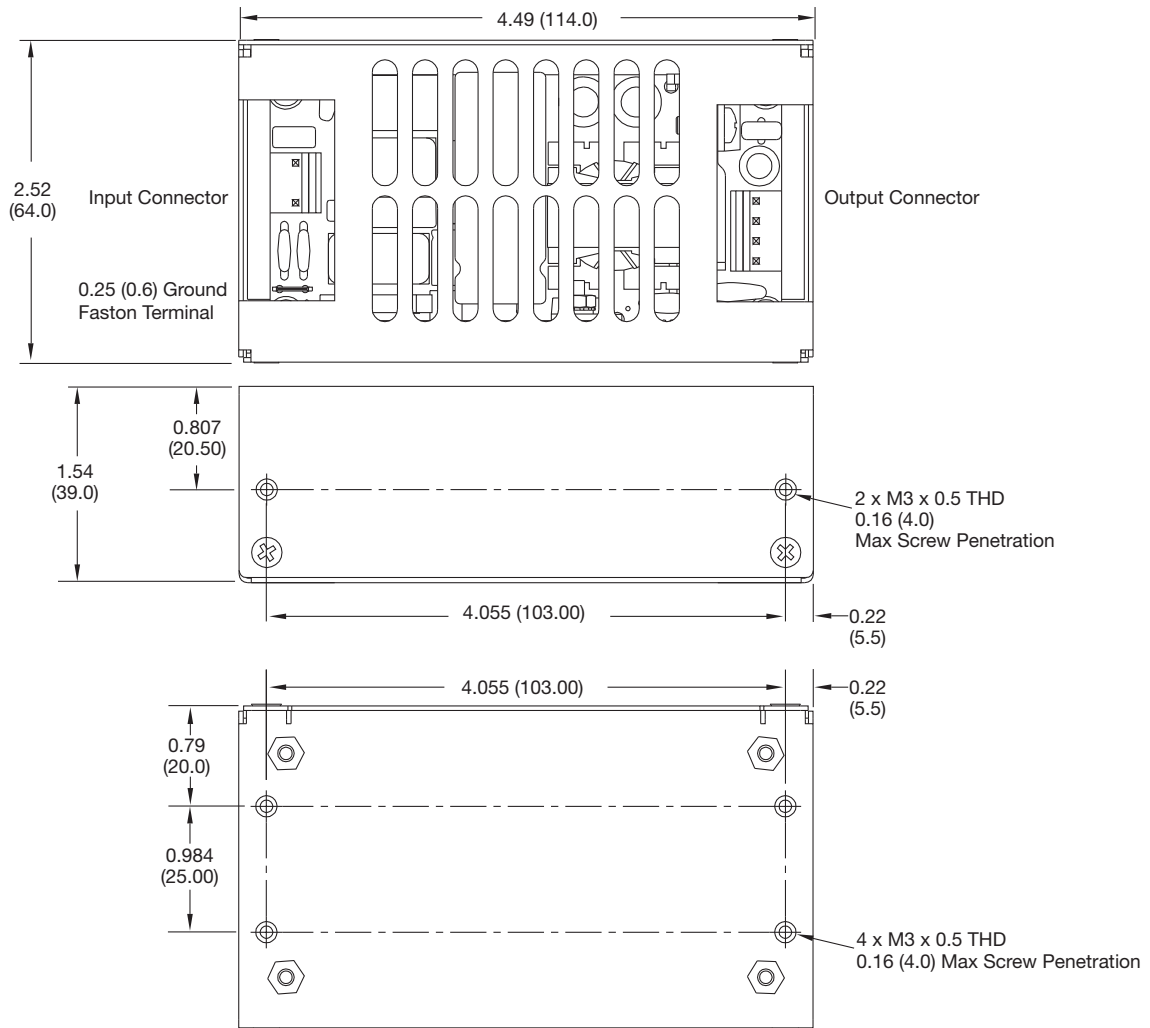 4.49 (114.0)
2.52
(64.0)
Input Connector
Output Connector
0.25 (0.6) Ground
Faston Terminal
0.807
(20.50)
1.54
(39.0)
2 x M3 x 0.5 THD
0.16 (4.0)
Max Screw Penetration
4.055 (103.00)
0.22
(5.5)
4.055 (103.00)
0.22
(5.5)
0.79
(20.0)
0.984
(25.00)
4 x M3 x 0.5 THD
0.16 (4.0) Max Screw Penetration